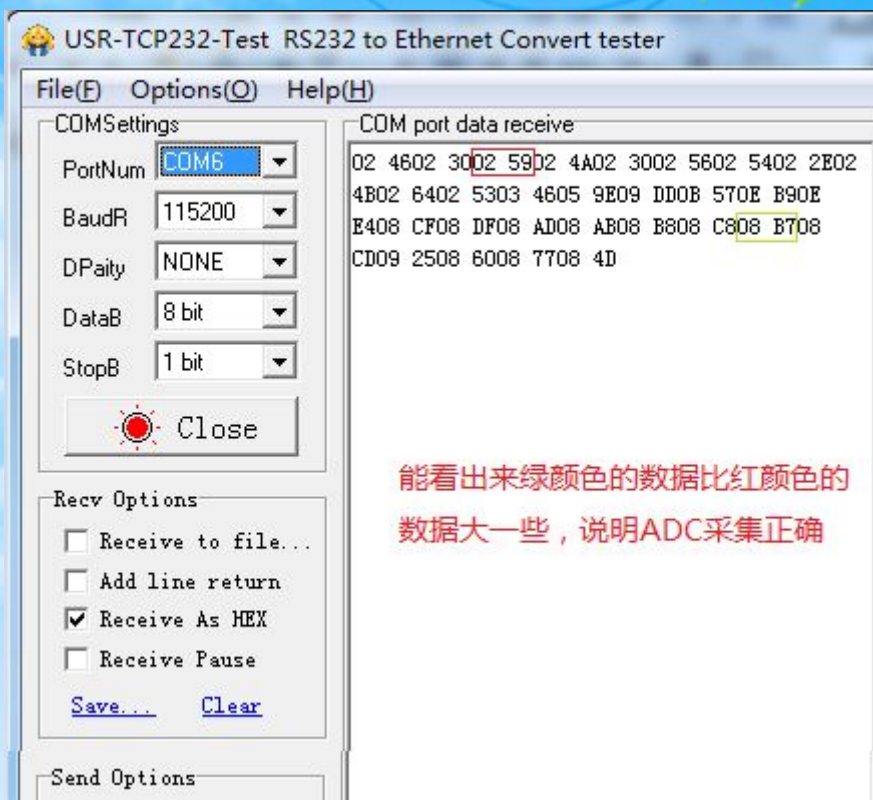 USR-TCP232-Test RS232 to Ethernet Convert tester
File(F) Options(O) Help(H)
COMSettings
PortNum COM6
BaudR 115200
DPaity NONE
DataB 8 bit
StopB 1 bit
Close
Recv Options
Receive to file...
Add line return
Receive As HEX
Receive Pause
Save... Clear
Send Options
COM port data receive
02 4602 3002 5902 4A02 3002 5602 5402 2E02
4B02 6402 5303 4605 9E09 DD0B 570E B90E
E408 CF08 DF08 AD08 AB08 B808 C808 B708
CD09 2508 6008 7708 4D
能看出来绿颜色的数据比红颜色的
数据大一些，说明ADC采集正确